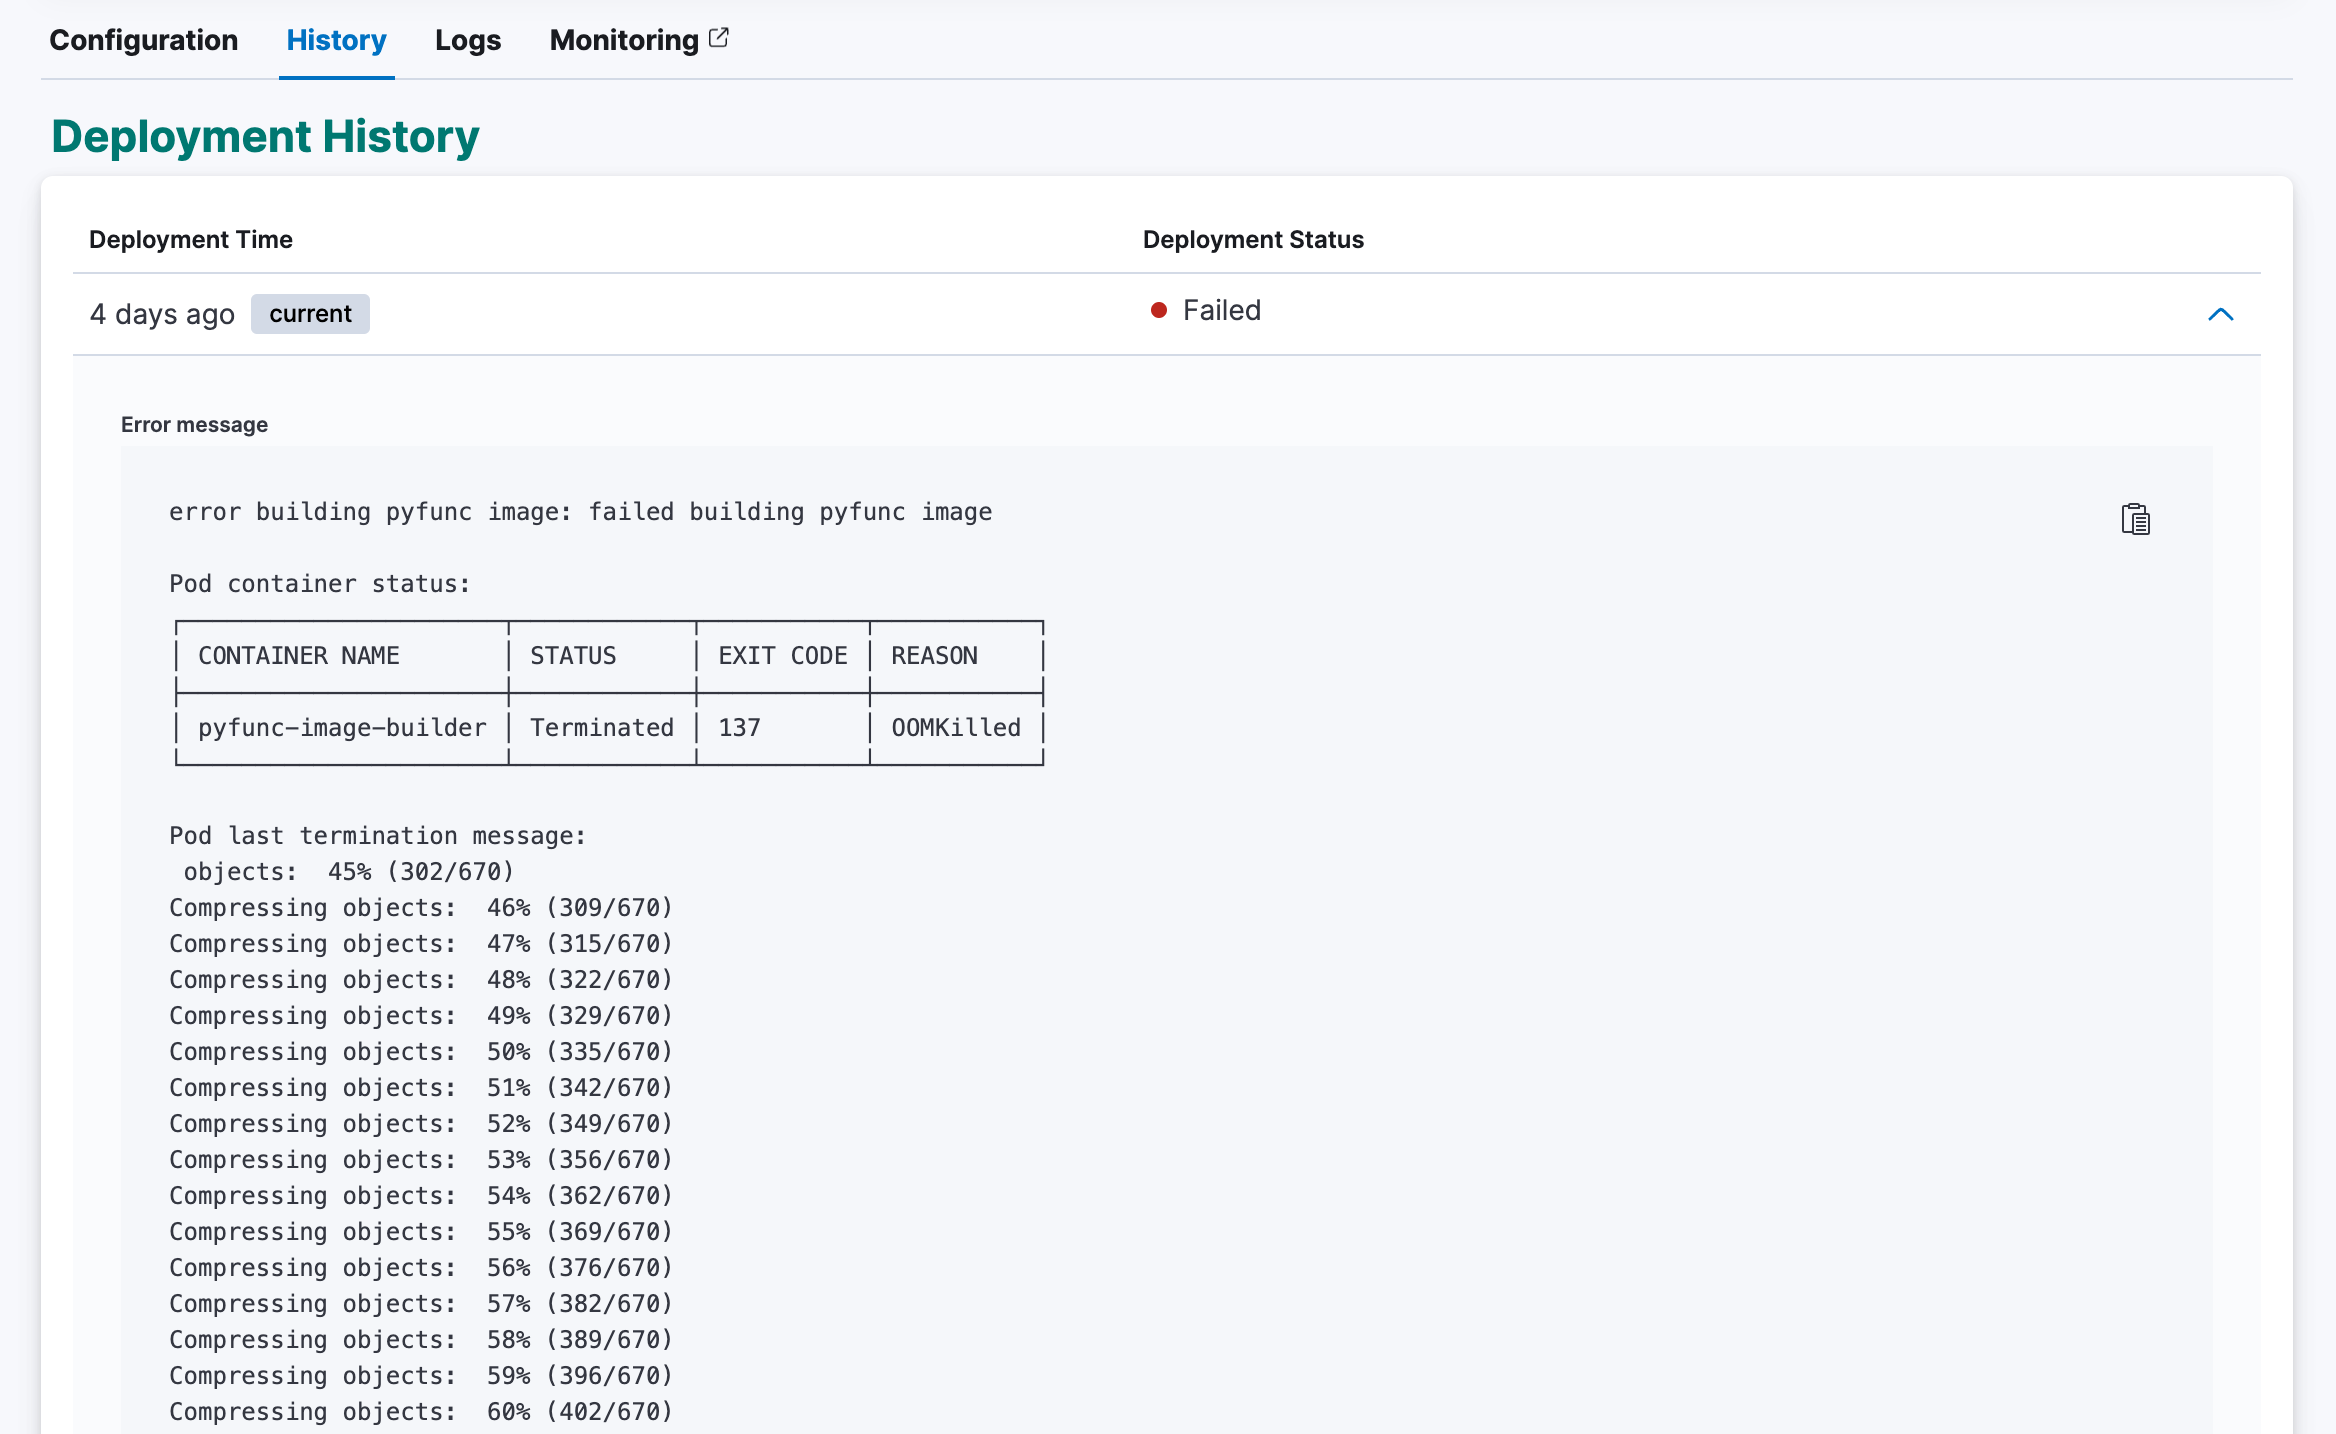 Configuration History Logs Monitoring
Deployment History
Deployment Time Deployment Status
4 days ago current Failed
Error message
error building pyfunc image: failed building pyfunc image
Pod container status:
CONTAINER NAME STATUS EXIT CODE REASON
pyfunc-image-builder Terminated 137 OOMKilled
Pod last termination message:
objects: 45% (302/670)
Compressing objects: 46% (309/670)
Compressing objects: 47% (315/670)
Compressing objects: 48% (322/670)
Compressing objects: 49% (329/670)
Compressing objects: 50% (335/670)
Compressing objects: 51% (342/670)
Compressing objects: 52% (349/670)
Compressing objects: 53% (356/670)
Compressing objects: 54% (362/670)
Compressing objects: 55% (369/670)
Compressing objects: 56% (376/670)
Compressing objects: 57% (382/670)
Compressing objects: 58% (389/670)
Compressing objects: 59% (396/670)
Compressing objects: 60% (402/670)